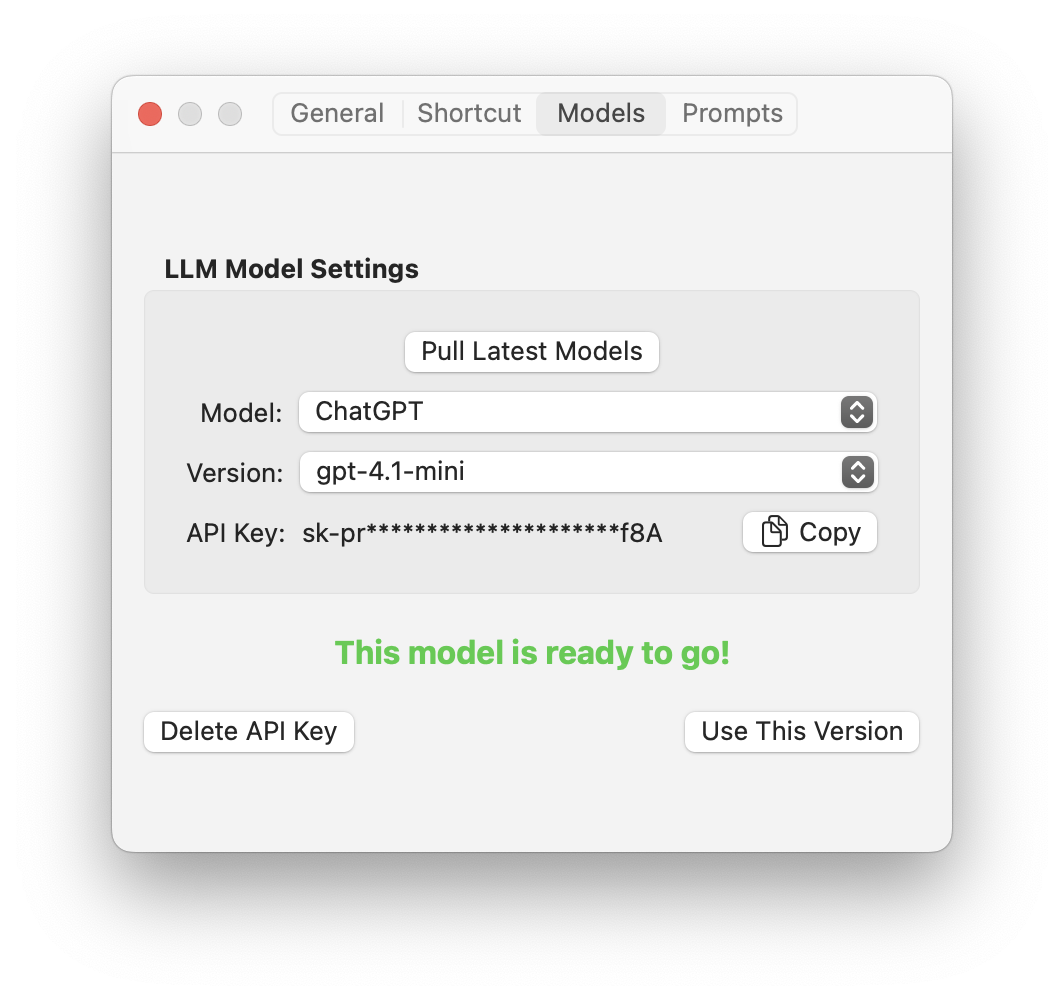 General Shortcut Models Prompts
LLM Model Settings
Pull Latest Models
Model: ChatGPT
Version: gpt-4.1-mini
API Key: sk-pr*********************f8A Copy
This model is ready to go!
Delete API Key Use This Version